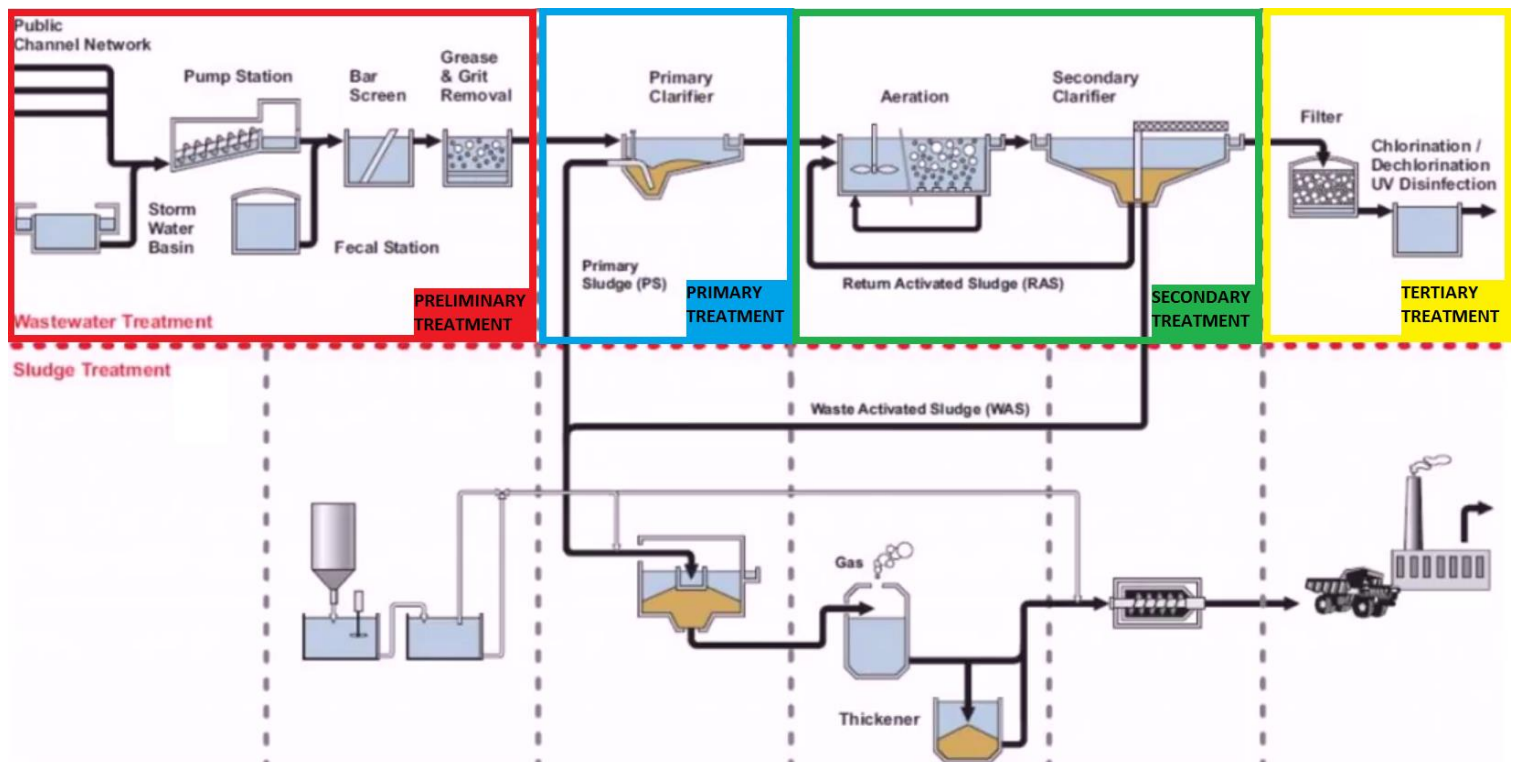 Public
Channel Network
Pump Station
Bar
Screen
Grease
& Grit
Removal
Storm
Water
Basin
Fecal Station
PRELIMINARY
TREATMENT
Wastewater Treatment
Primary
Clarifier
Primary
Sludge (PS)
PRIMARY
TREATMENT
Aeration
Secondary
Clarifier
Return Activated Sludge (RAS)
SECONDARY
TREATMENT
Filter
Chlorination /
Dechlorination
UV Disinfection
TERTIARY
TREATMENT
Sludge Treatment
Waste Activated Sludge (WAS)
Gas
Thickener